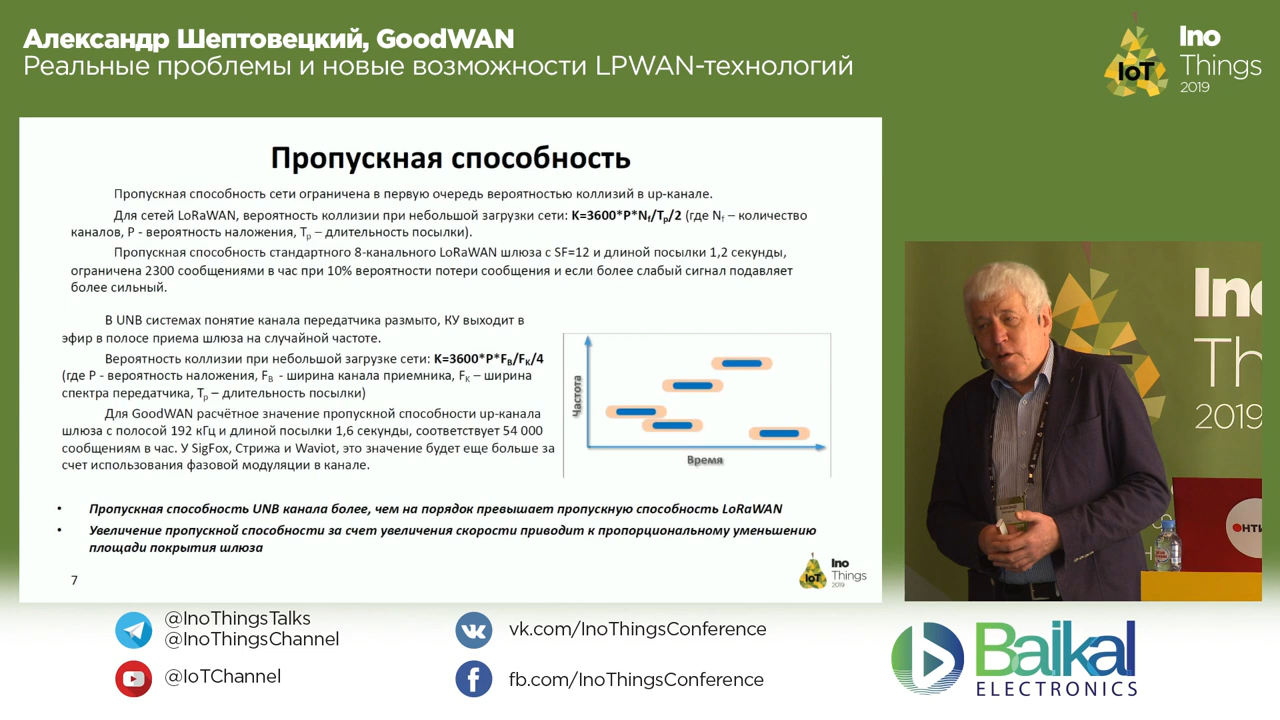 Александр Шептовецкий, GoodWAN
Реальные проблемы и новые возможности LPWAN-технологий
IoT
Ino
Things
2019
Пропускная способность
Пропускная способность сети ограничена в первую очередь вероятностью коллизий в up-канале.
Для сетей LoRaWAN, вероятность коллизии при небольшой загрузки сети: K=3600*P*Nf/Tp/2 (где Nf – количество
каналов, P - вероятность наложения, Tp – длительность посылки).
Пропускная способность стандартного 8-канального LoRaWAN шлюза с SF=12 и длиной посылки 1,2 секунды,
ограничена 2300 сообщениями в час при 10% вероятности потери сообщения и если более слабый сигнал подавляет
более сильный.
В UNB системах понятие канала передатчика размыто, КУ выходит в
эфир в полосе приема шлюза на случайной частоте.
Вероятность коллизии при небольшой загрузке сети: K=3600*P*FВ/FК/4
(где P - вероятность наложения, FВ - ширина канала приемника, FК – ширина
спектра передатчика, Tp – длительность посылки)
Для GoodWAN расчётное значение пропускной способности up-канала
шлюза с полосой 192 кГц и длиной посылки 1,6 секунды, соответствует 54 000
сообщениям в час. У SigFox, Стрижа и Waviot, это значение будет еще больше за
счет использования фазовой модуляции в канале.
Частота
Время
• Пропускная способность UNB канала более, чем на порядок превышает пропускную способность LoRaWAN
• Увеличение пропускной способности за счет увеличения скорости приводит к пропорциональному уменьшению
площади покрытия шлюза
7
IoT
Ino
Things
2019
Ino
Th
2019
ОНТИ
@InoThingsTalks
@InoThingsChannel
@IoTChannel
vk.com/InoThingsConference
fb.com/InoThingsConference
Baikal
ELECTRONICS